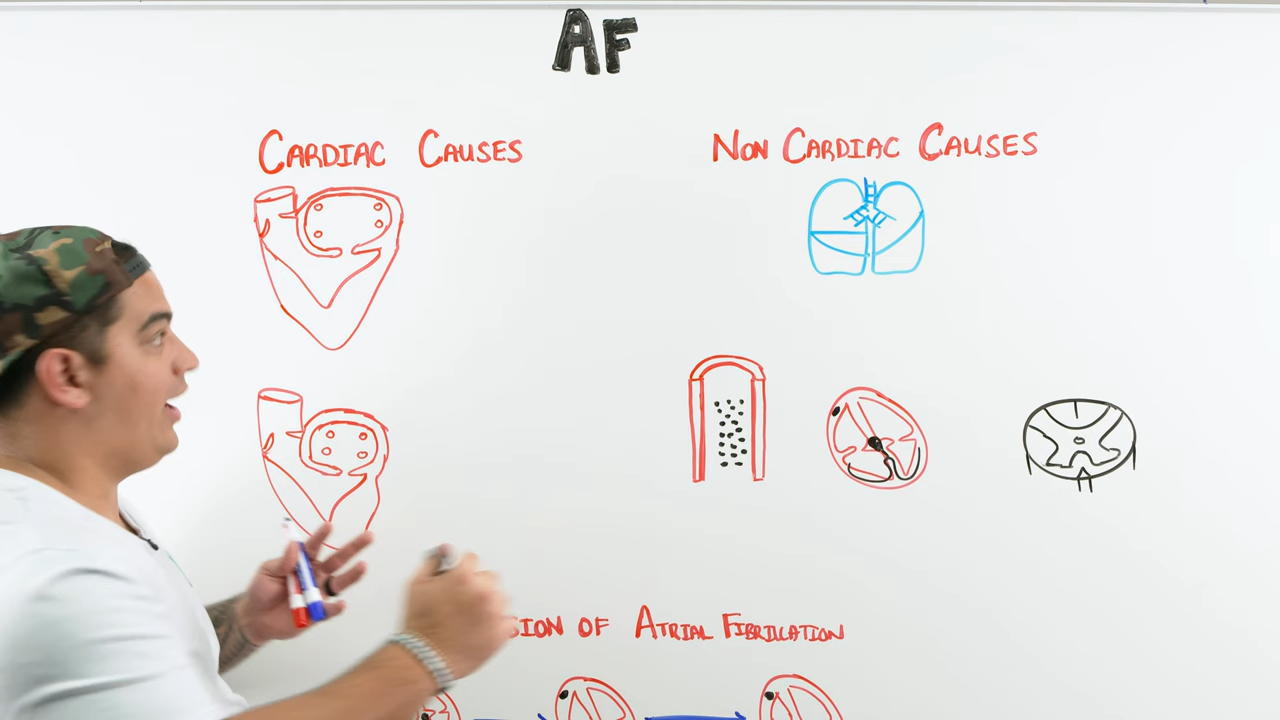 AF
CARDIAC CAUSES
NON CARDIAC CAUSES
OF ATRIAL FIBRILLATION